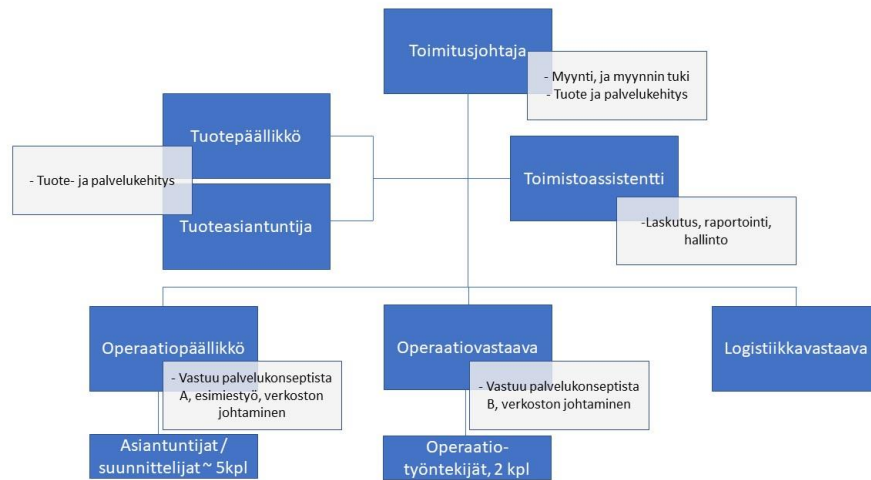 Toimitusjohtaja
- Myynti, ja myynnin tuki
- Tuote ja palvelukehitys
Tuotepäällikkö
- Tuote- ja palvelukehitys
Tuoteasiantuntija
Toimistoassistentti
-Laskutus, raportointi,
hallinto
Operaatiopäällikkö
- Vastuu palvelukonseptista
A, esimiestyö, verkoston
johtaminen
Asiantuntijat /
suunnittelijat ~ 5kpl
Operaatiovastaava
- Vastuu palvelukonseptista
B, verkoston johtaminen
Operaatio-
työntekijät, 2 kpl
Logistiikkavastaava